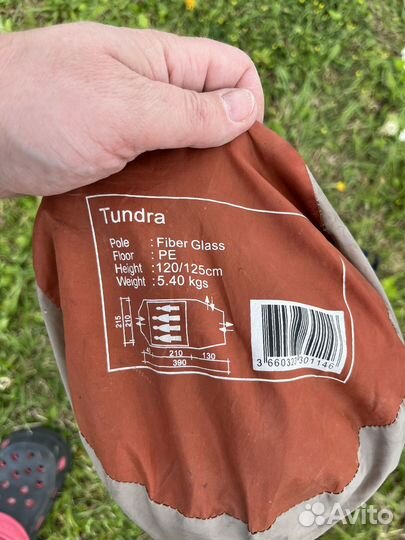 Tundra
Pole : Fiber Glass
Floor : PE
Height : 120/125cm
Weight : 5.40 kgs
215
210
210
130
390
Avito